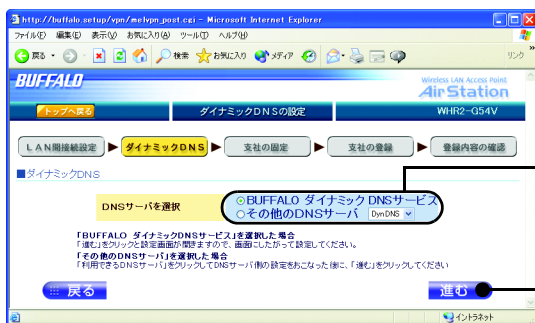 http://buffalo.setup/vpn/melvpn_post.cgi - Microsoft Internet Explorer
ファイル(F) 編集(E) 表示(V) お気に入り(A) ツール(T) ヘルプ(H)
戻る 検索 お気に入り メディア リンク
BUFFALO
Wireless LAN Access Point
AirStation
トップへ戻る ダイナミックDNSの設定 WHR2-G54V
LAN間接続設定 ダイナミックDNS 支社の固定 支社の登録 登録内容の確認
■ダイナミックDNS
DNSサーバを選択
BUFFALO ダイナミック DNSサービス
その他のDNSサーバ DynDNS
「BUFFALO ダイナミックDNSサービス」を選択した場合
「進む」をクリックと設定画面が開きますので、画面にしたがって設定してください。
「その他のDNSサーバ」を選択した場合
「利用できるDNSサーバ」をクリックしてDNSサーバ側の設定をおこなった後に、「進む」をクリックしてください
戻る 進む
イントラネット